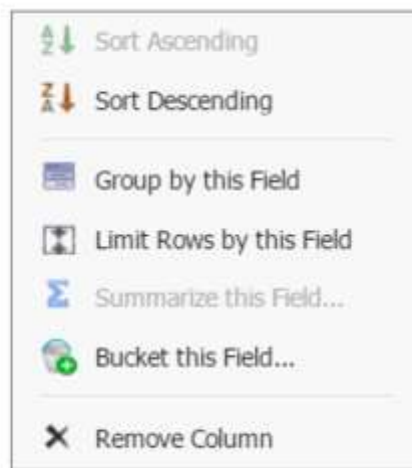 Sort Ascending
Sort Descending
Group by this Field
Limit Rows by this Field
Summarize this Field...
Bucket this Field...
Remove Column